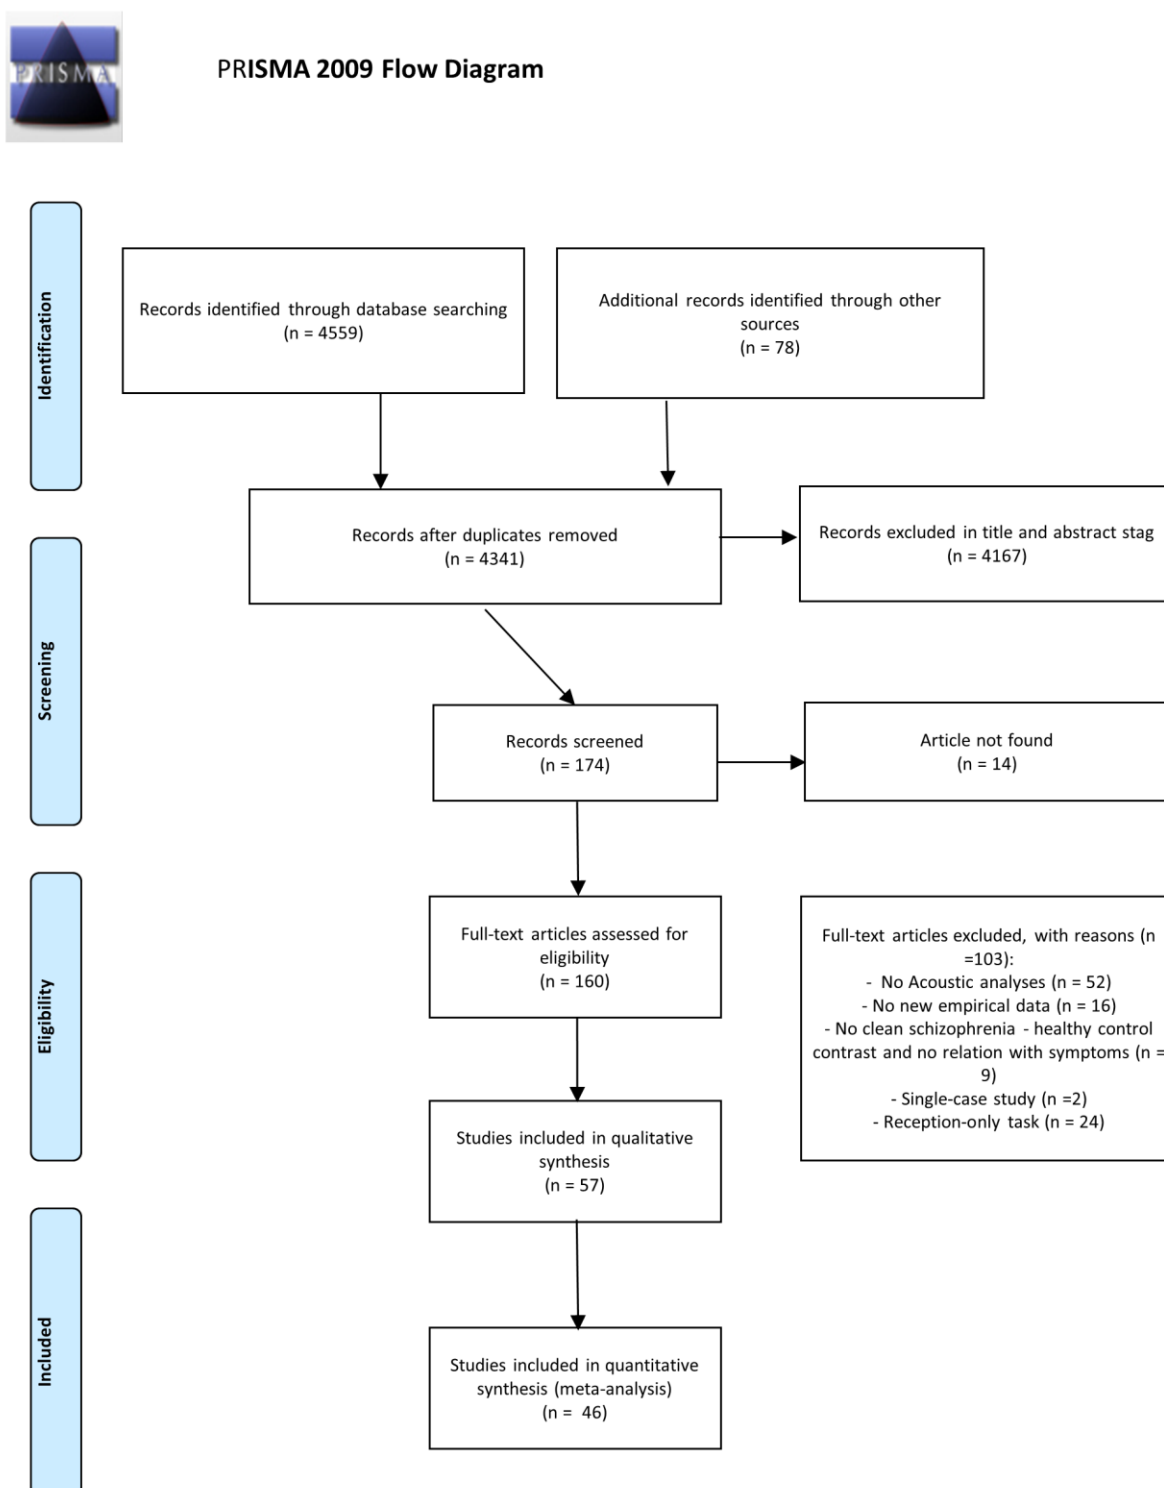 PRISMA
PRISMA 2009 Flow Diagram
Identification
Records identified through database searching
(n = 4559)
Additional records identified through other
sources
(n = 78)
Records after duplicates removed
(n = 4341)
Records excluded in title and abstract stag
(n = 4167)
Screening
Records screened
(n = 174)
Article not found
(n = 14)
Eligibility
Full-text articles assessed for
eligibility
(n = 160)
Full-text articles excluded, with reasons (n
=103):
- No Acoustic analyses (n = 52)
- No new empirical data (n = 16)
- No clean schizophrenia - healthy control
contrast and no relation with symptoms (n =
9)
- Single-case study (n =2)
- Reception-only task (n = 24)
Studies included in qualitative
synthesis
(n = 57)
Included
Studies included in quantitative
synthesis (meta-analysis)
(n =  46)